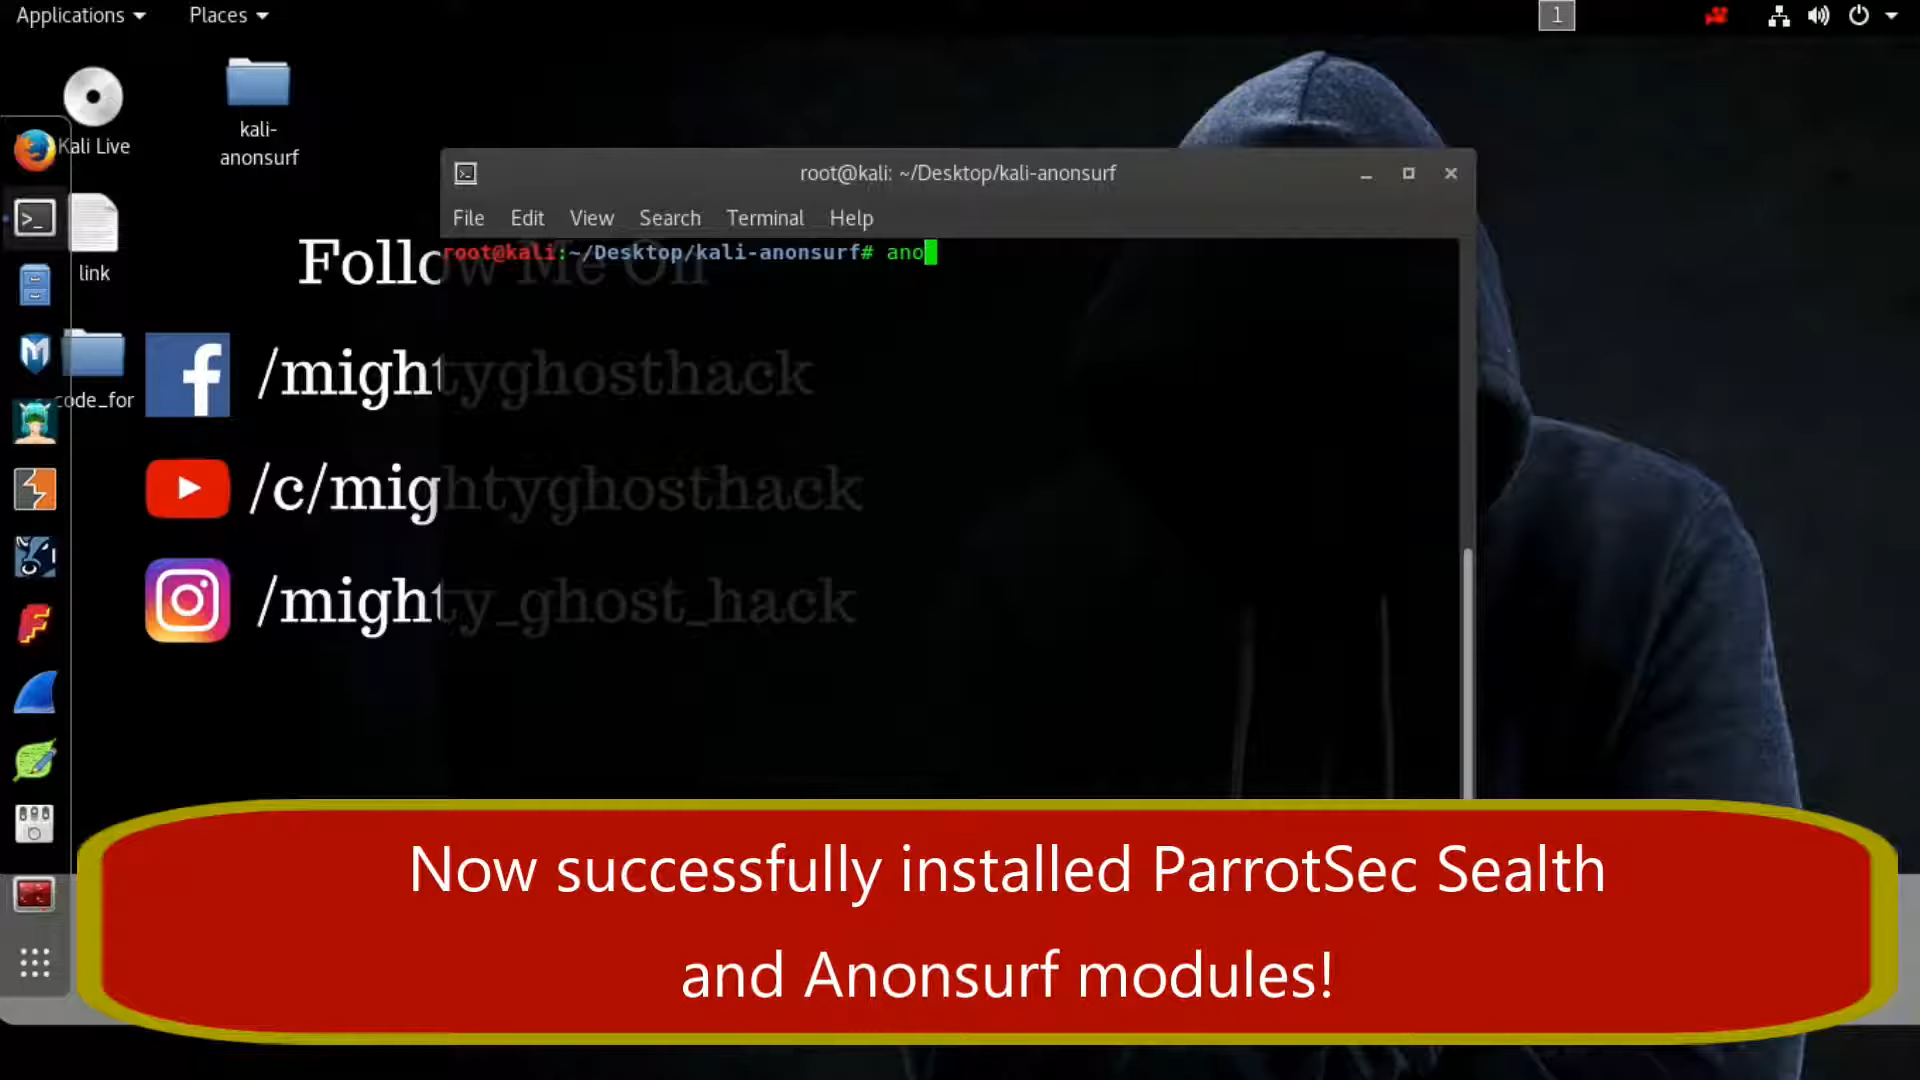 Applications Places 1
Kali Live
kali-
anonsurf
link
code_for
root@kali: ~/Desktop/kali-anonsurf
File Edit View Search Terminal Help
root@kali:~/Desktop/kali-anonsurf# ano
Follow Me On
/mightyghosthack
/c/mightyghosthack
/mighty_ghost_hack
Now successfully installed ParrotSec Sealth
and Anonsurf modules!